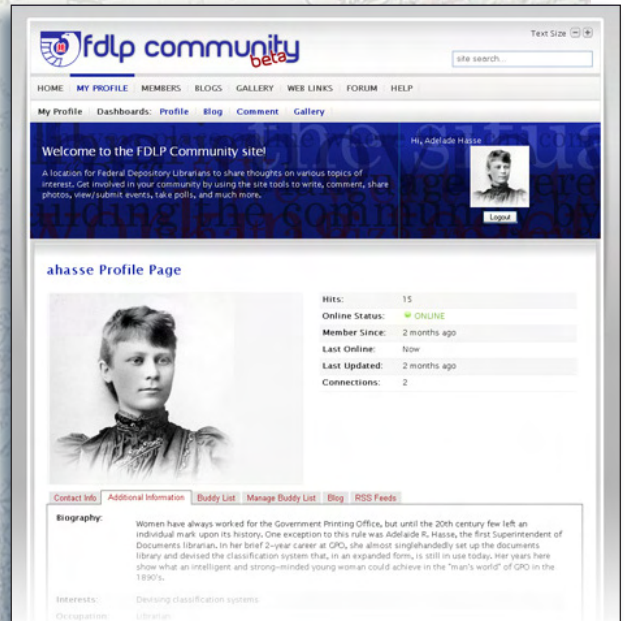 Text Size
fdlp community
beta
site search...
HOME MY PROFILE MEMBERS BLOGS GALLERY WEB LINKS FORUM HELP
My Profile Dashboards: Profile Blog Comment Gallery
Welcome to the FDLP Community site!
A location for Federal Depository Librarians to share thoughts on various topics of
interest. Get involved in your community by using the site tools to write, comment, share
photos, view/submit events, take polls, and much more.
Hi, Adelade Hasse
Logout
ahasse Profile Page
Hits: 15
Online Status: ONLINE
Member Since: 2 months ago
Last Online: Now
Last Updated: 2 months ago
Connections: 2
Contact Info Additional Information Buddy List Manage Buddy List Blog RSS Feeds
Biography:
Women have always worked for the Government Printing Office, but until the 20th century few left an
individual mark upon its history. One exception to this rule was Adelaide R. Hasse, the first Superintendent of
Documents librarian. In her brief 2-year career at GPO, she almost singlehandedly set up the documents
library and devised the classification system that, in an expanded form, is still in use today. Her years here
show what an intelligent and strong-minded young woman could achieve in the "man's world" of GPO in the
1890's.
Interests: Devising classification systems
Occupation: Librarian